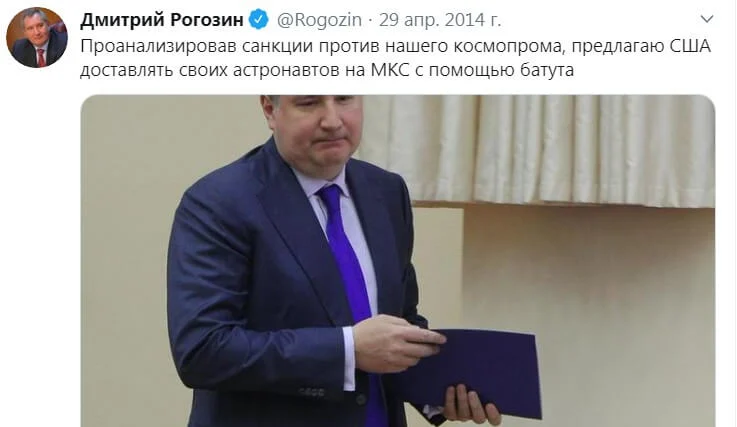 Дмитрий Рогозин @Rogozin · 29 апр. 2014 г.
Проанализировав санкции против нашего космопрома, предлагаю США
доставлять своих астронавтов на МКС с помощью батута